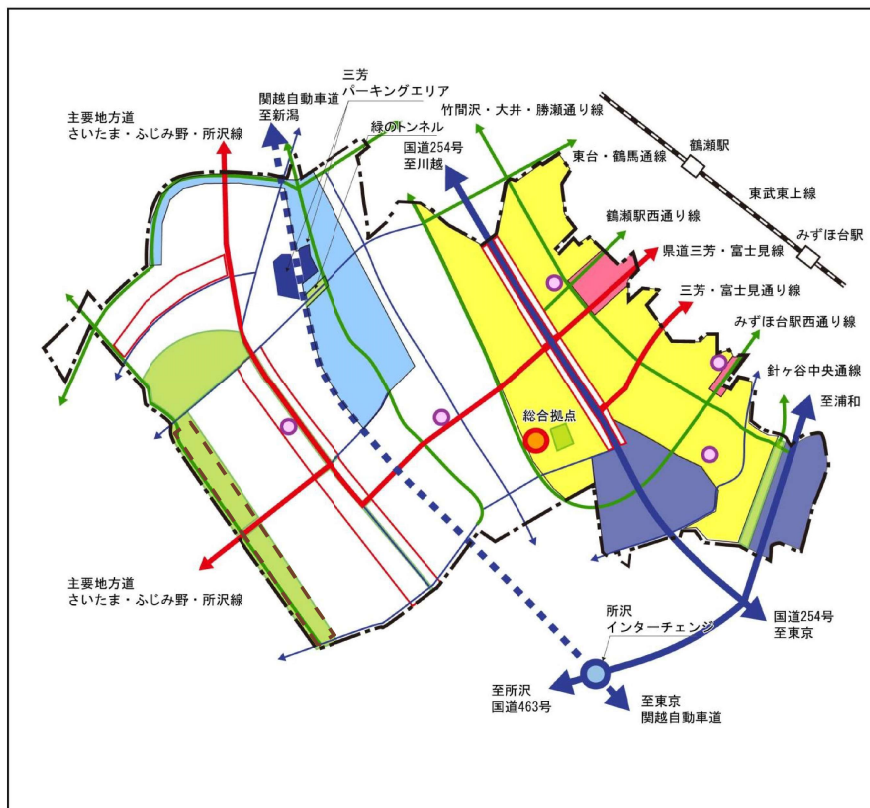 三芳
パーキングエリア
関越自動車道
至新潟
主要地方道
さいたま・ふじみ野・所沢線
緑のトンネル
国道254号
至川越
竹間沢・大井・勝瀬通り線
鶴瀬駅
東台・鶴馬通線
東武東上線
鶴瀬駅西通り線
みずほ台駅
県道三芳・富士見線
三芳・富士見通り線
みずほ台駅西通り線
針ヶ谷中央通線
至浦和
総合拠点
主要地方道
さいたま・ふじみ野・所沢線
所沢
インターチェンジ
国道254号
至東京
至所沢
国道463号
至東京
関越自動車道